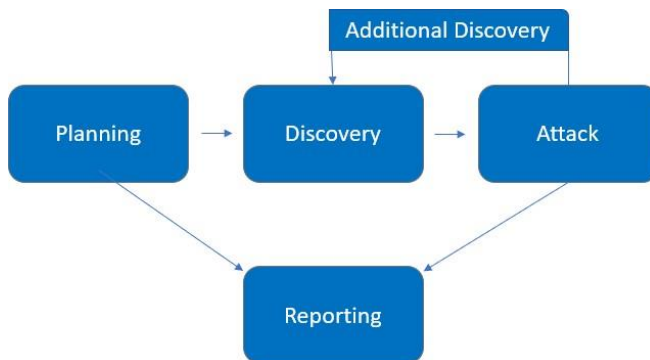 Additional Discovery
Planning
Discovery
Attack
Reporting